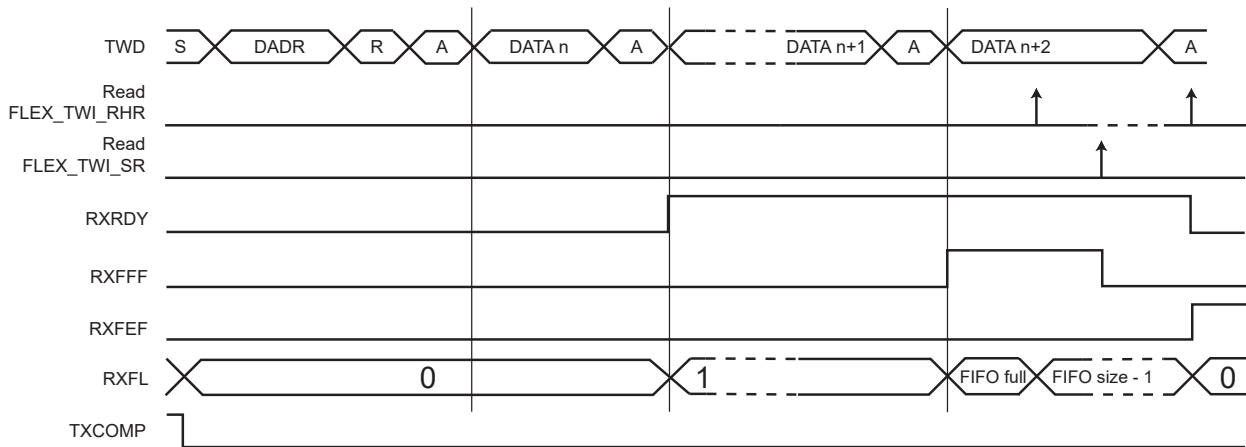 TWD S DADR R A DATA n A DATA n+1 A DATA n+2 A
Read
FLEX_TWI_RHR
Read
FLEX_TWI_SR
RXRDY
RXFFF
RXFEF
RXFL 0 1 FIFO full FIFO size - 1 0
TXCOMP